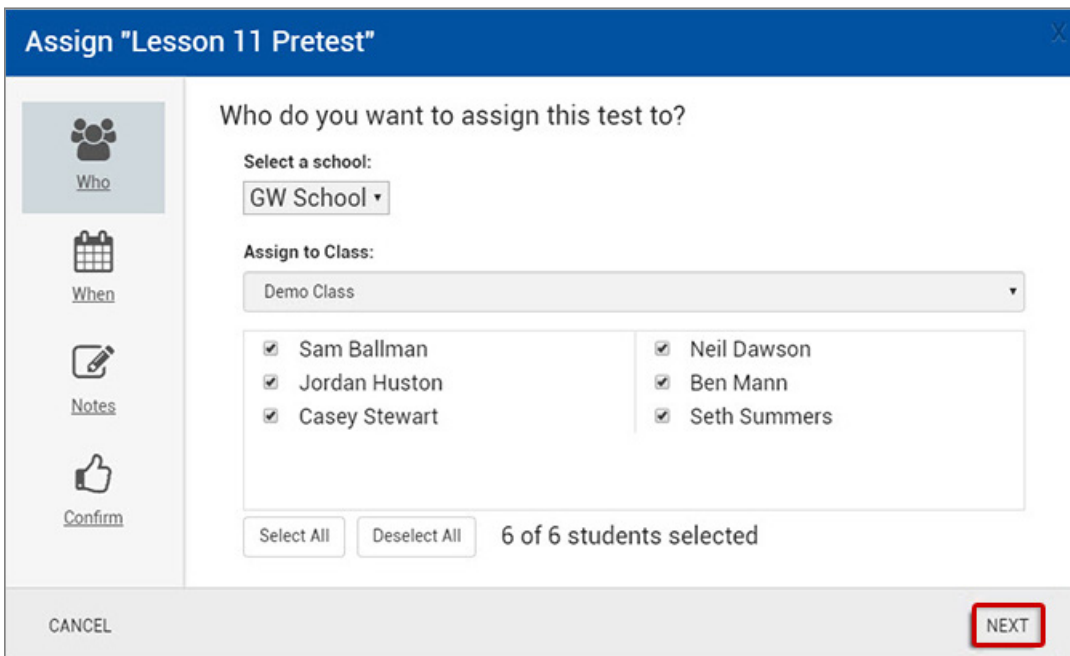 Assign "Lesson 11 Pretest"
X
Who
When
Notes
Confirm
Who do you want to assign this test to?
Select a school:
GW School
Assign to Class:
Demo Class
Sam Ballman
Neil Dawson
Jordan Huston
Ben Mann
Casey Stewart
Seth Summers
Select All
Deselect All
6 of 6 students selected
CANCEL
NEXT